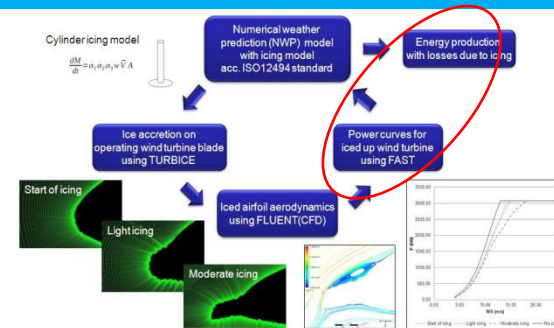 Cylinder icing model
dM/dt = α₁α₂α₃ w V⃗ A
Numerical weather
prediction (NWP) model
with icing model
acc. ISO12494 standard
Energy production
with losses due to icing
Ice accretion on
operating wind turbine blade
using TURBICE
Power curves for
iced up wind turbine
using FAST
Iced airfoil aerodynamics
using FLUENT(CFD)
Start of icing
Light icing
Moderate icing
3500.00
3000.00
2500.00
2000.00
1500.00
1000.00
500.00
0.00
0.00
5.00
10.00
15.00
20.00
WS (m/s)
Start of icing
Light icing
Moderate icing